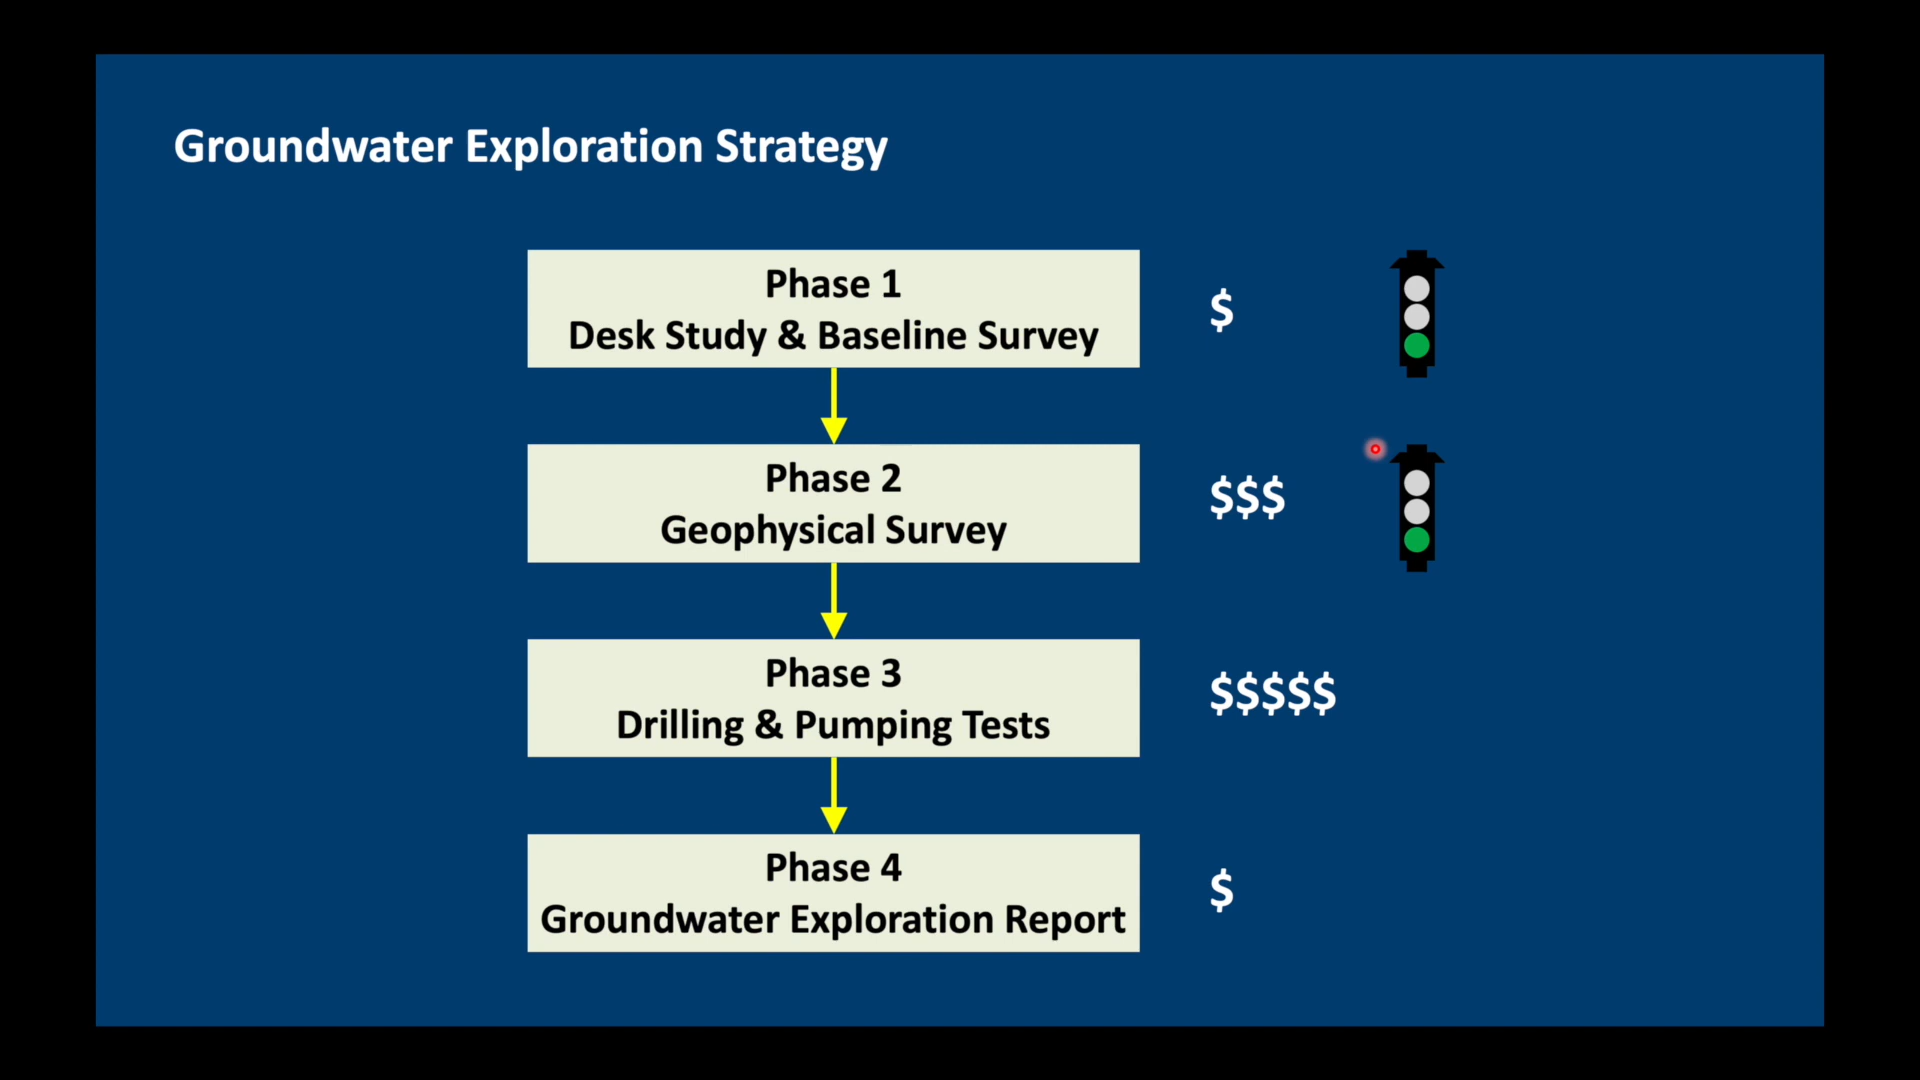 Groundwater Exploration Strategy
Phase 1
Desk Study & Baseline Survey
$
Phase 2
Geophysical Survey
$$$
Phase 3
Drilling & Pumping Tests
$$$$$
Phase 4
Groundwater Exploration Report
$